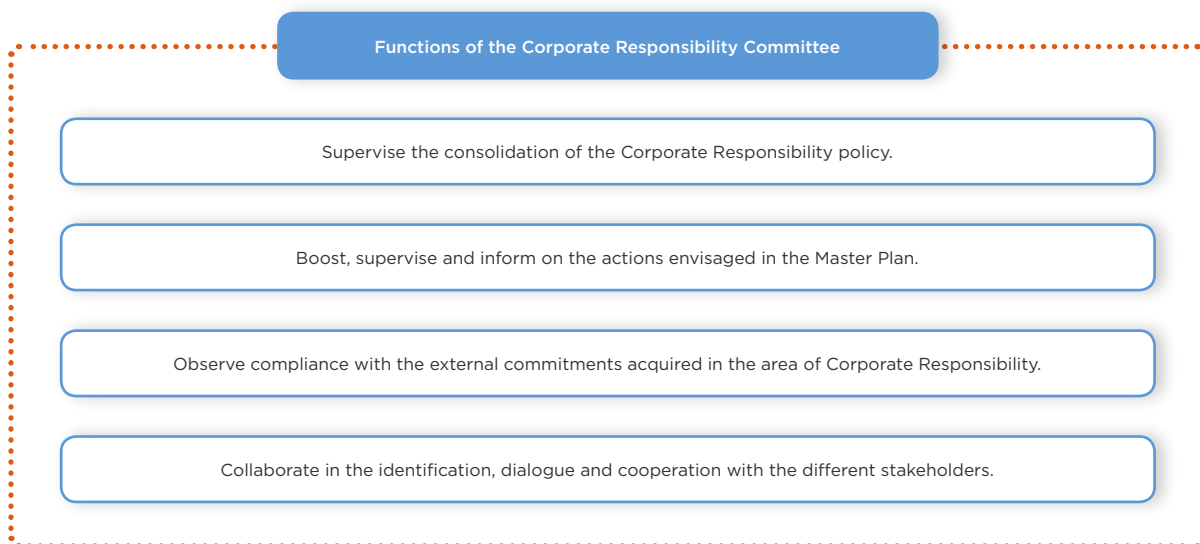 Functions of the Corporate Responsibility Committee
Supervise the consolidation of the Corporate Responsibility policy.
Boost, supervise and inform on the actions envisaged in the Master Plan.
Observe compliance with the external commitments acquired in the area of Corporate Responsibility.
Collaborate in the identification, dialogue and cooperation with the different stakeholders.